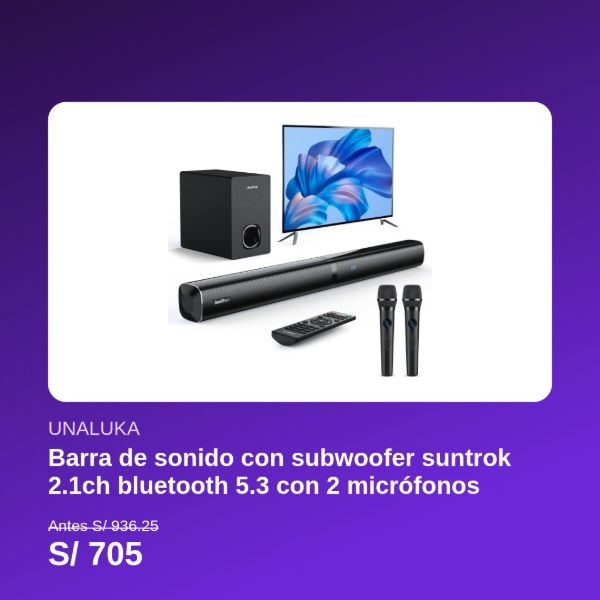 UNALUKA
Barra de sonido con subwoofer suntrok
2.1ch bluetooth 5.3 con 2 micrófonos
Antes S/ 936.25
S/ 705